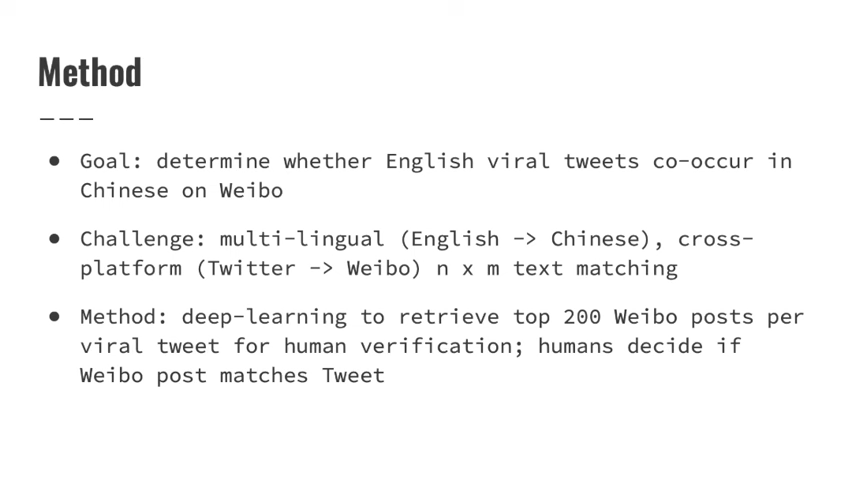 Method
———
● Goal: determine whether English viral tweets co-occur in
Chinese on Weibo
● Challenge: multi-lingual (English -> Chinese), cross-
platform (Twitter -> Weibo) n x m text matching
● Method: deep-learning to retrieve top 200 Weibo posts per
viral tweet for human verification; humans decide if
Weibo post matches Tweet